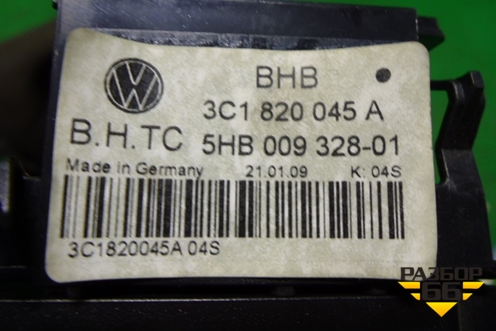 BHB
3C1 820 045 A
B.H.TC 5HB 009 328-01
Made in Germany 21.01.09 K: 04S
3C1820045A 04S
РАЗБОР
66